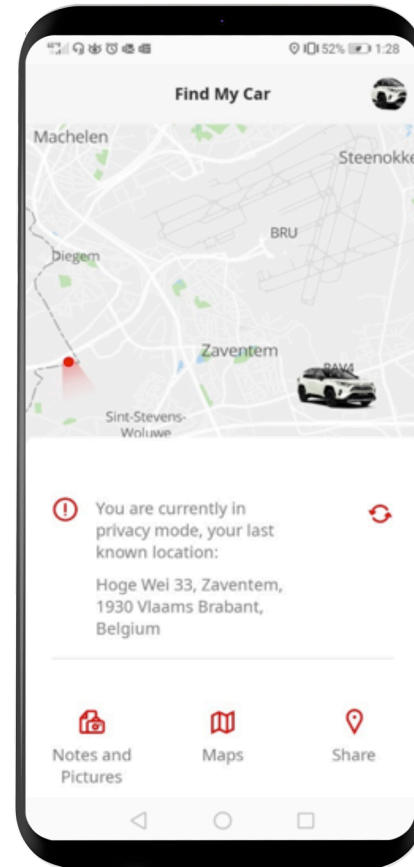 52% 1:28
Find My Car
Machelen
Steenokke
BRU
Diegem
Zaventem
RAV4
Sint-Stevens-
Woluwe
You are currently in
privacy mode, your last
known location:
Hoge Wei 33, Zaventem,
1930 Vlaams Brabant,
Belgium
Notes and
Pictures
Maps
Share